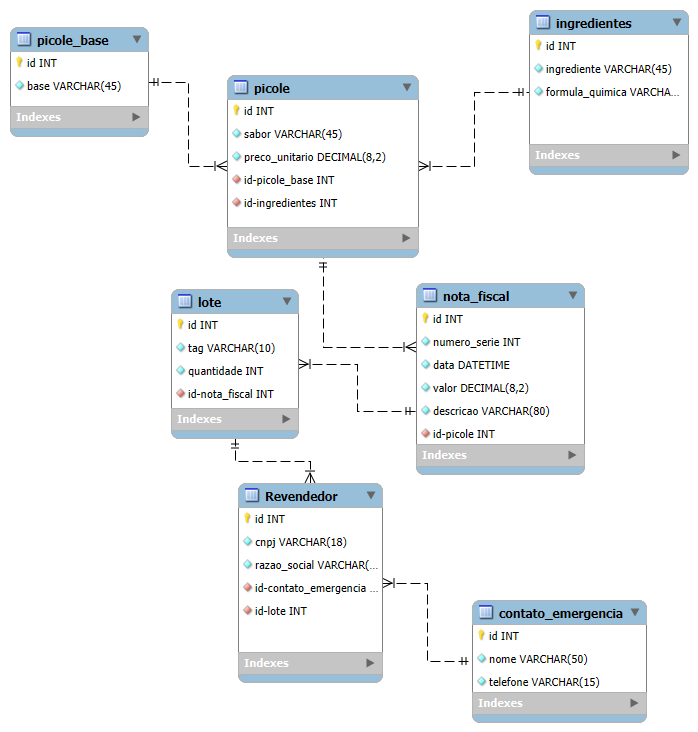 picole_base
id INT
base VARCHAR(45)
Indexes
ingredientes
id INT
ingrediente VARCHAR(45)
formula_quimica VARCHA...
Indexes
picole
id INT
sabor VARCHAR(45)
preco_unitario DECIMAL(8,2)
id-picole_base INT
id-ingredientes INT
Indexes
lote
id INT
tag VARCHAR(10)
quantidade INT
id-nota_fiscal INT
Indexes
nota_fiscal
id INT
numero_serie INT
data DATETIME
valor DECIMAL(8,2)
descricao VARCHAR(80)
id-picole INT
Indexes
Revendedor
id INT
cnpj VARCHAR(18)
razao_social VARCHAR(...
id-contato_emergencia ...
id-lote INT
Indexes
contato_emergencia
id INT
nome VARCHAR(50)
telefone VARCHAR(15)
Indexes